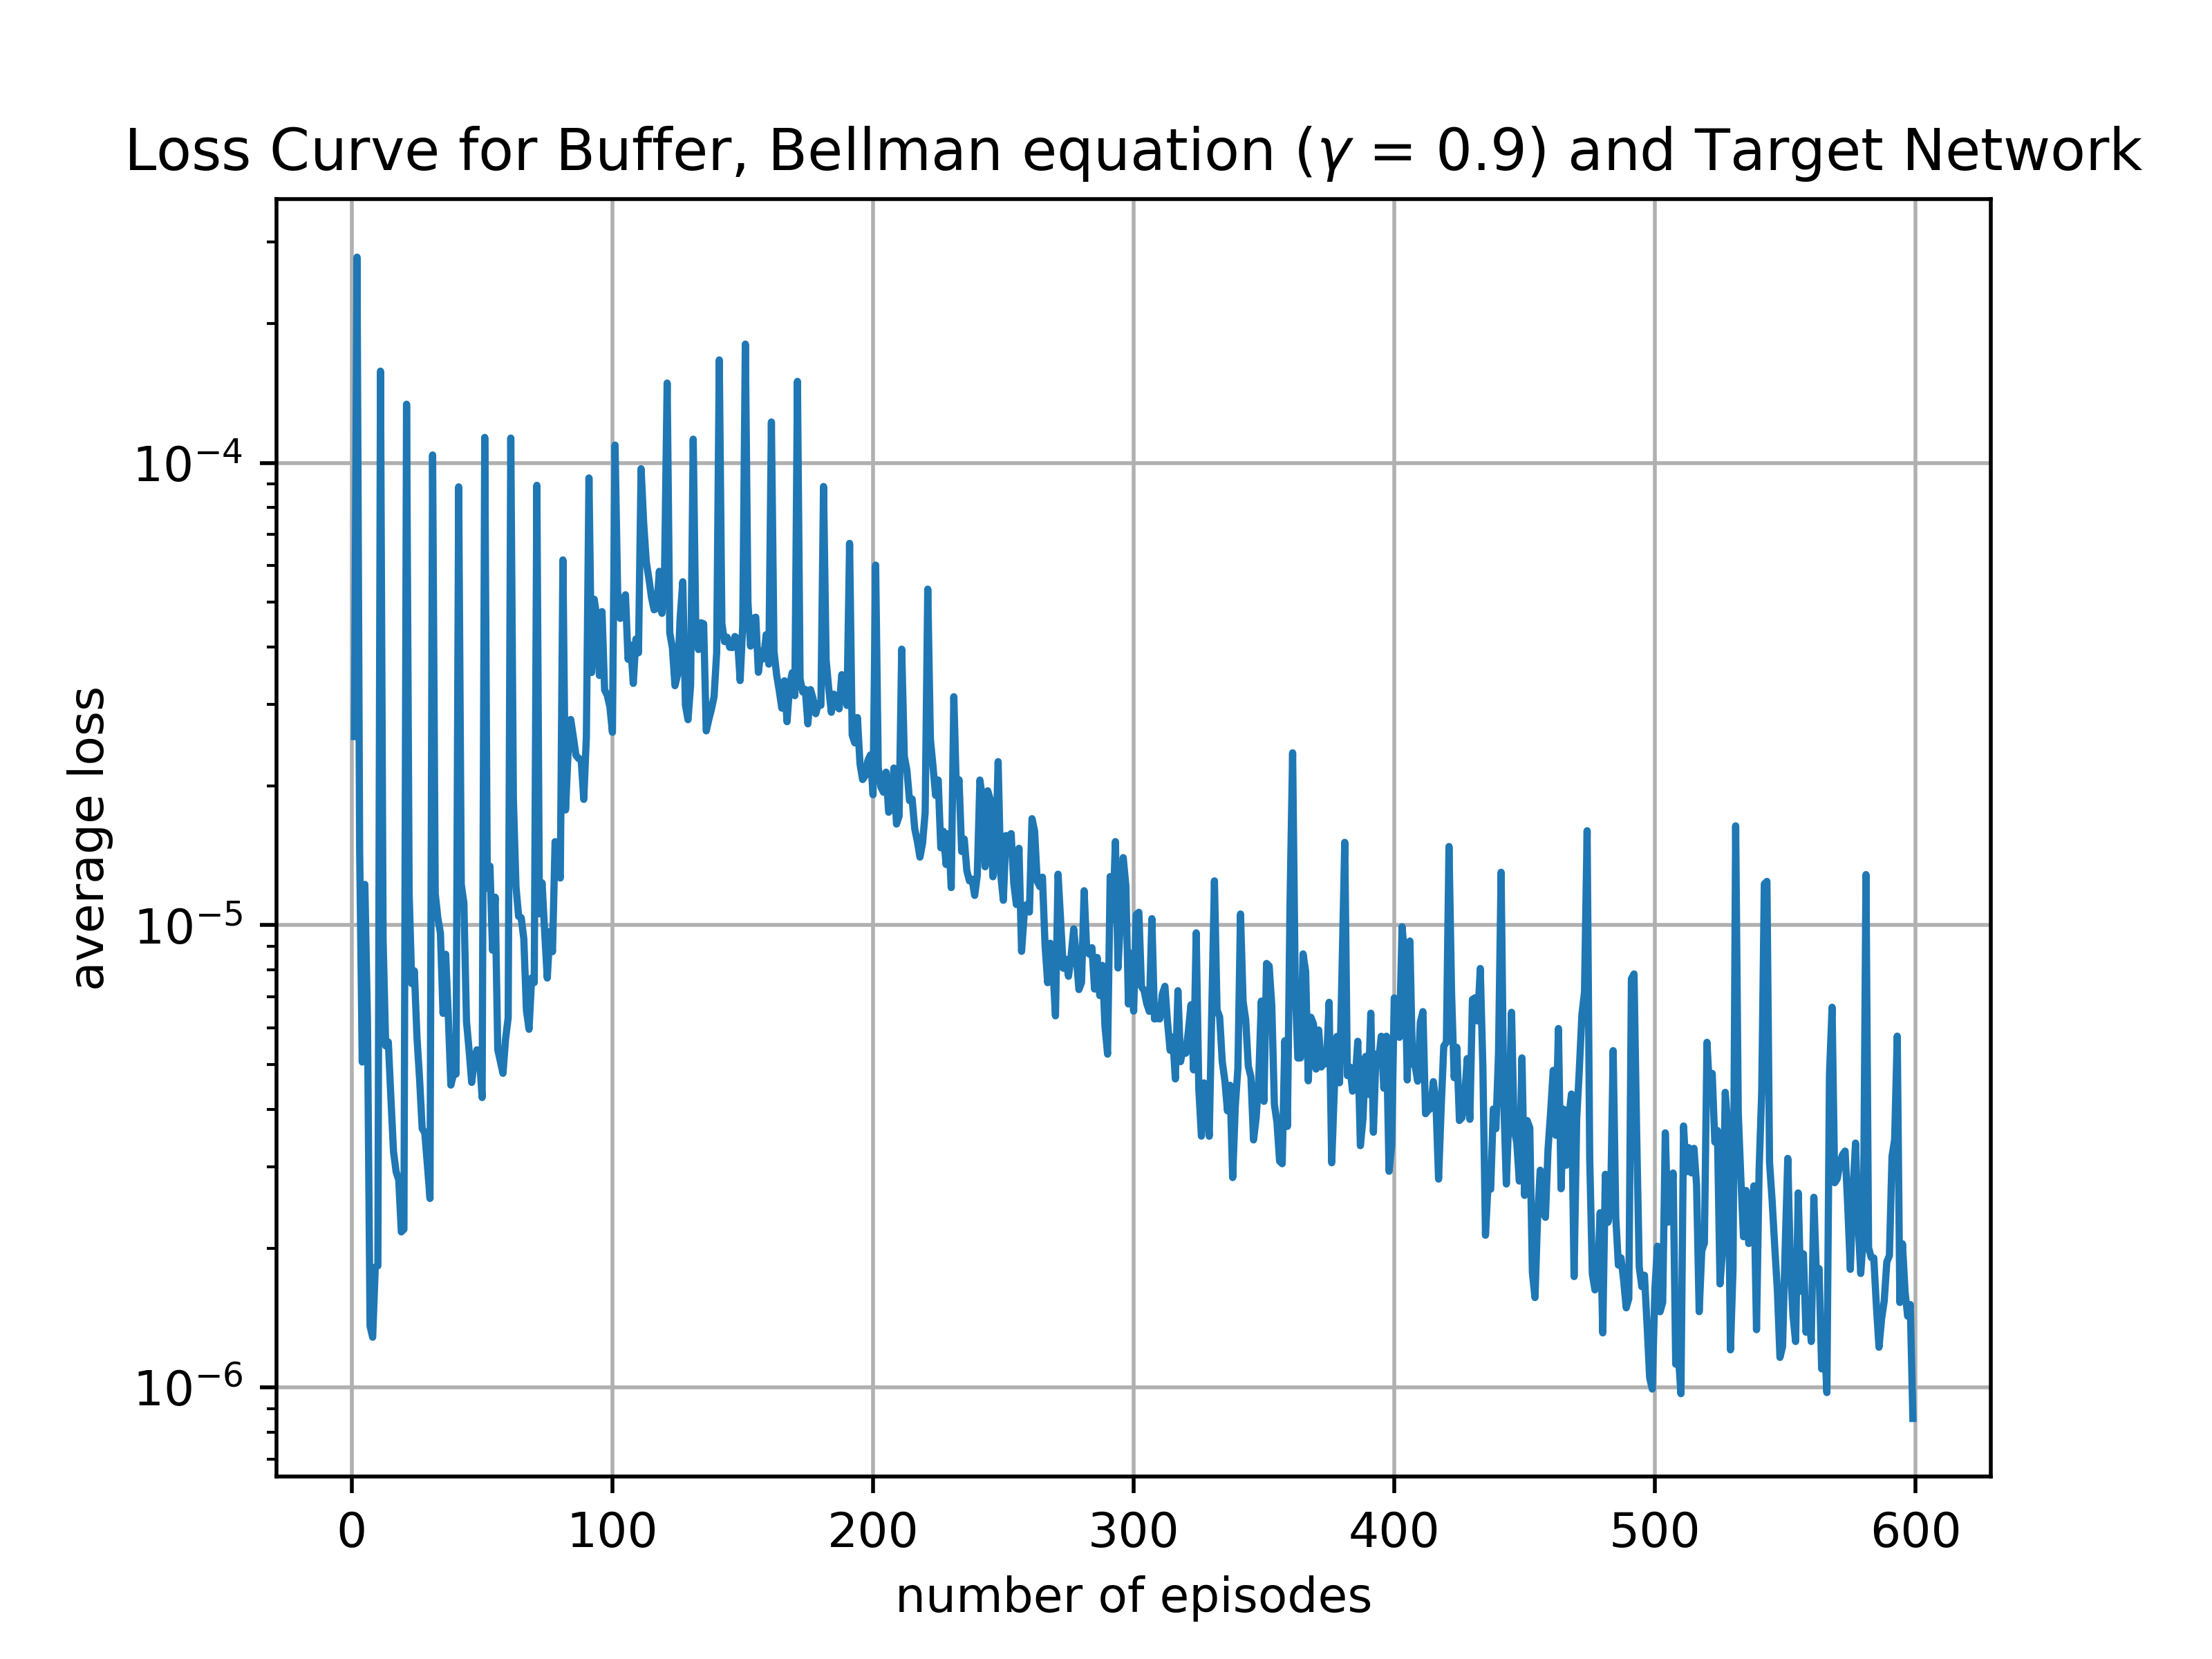 Loss Curve for Buffer, Bellman equation (γ = 0.9) and Target Network
average loss
10⁻⁴
10⁻⁵
10⁻⁶
0 100 200 300 400 500 600
number of episodes